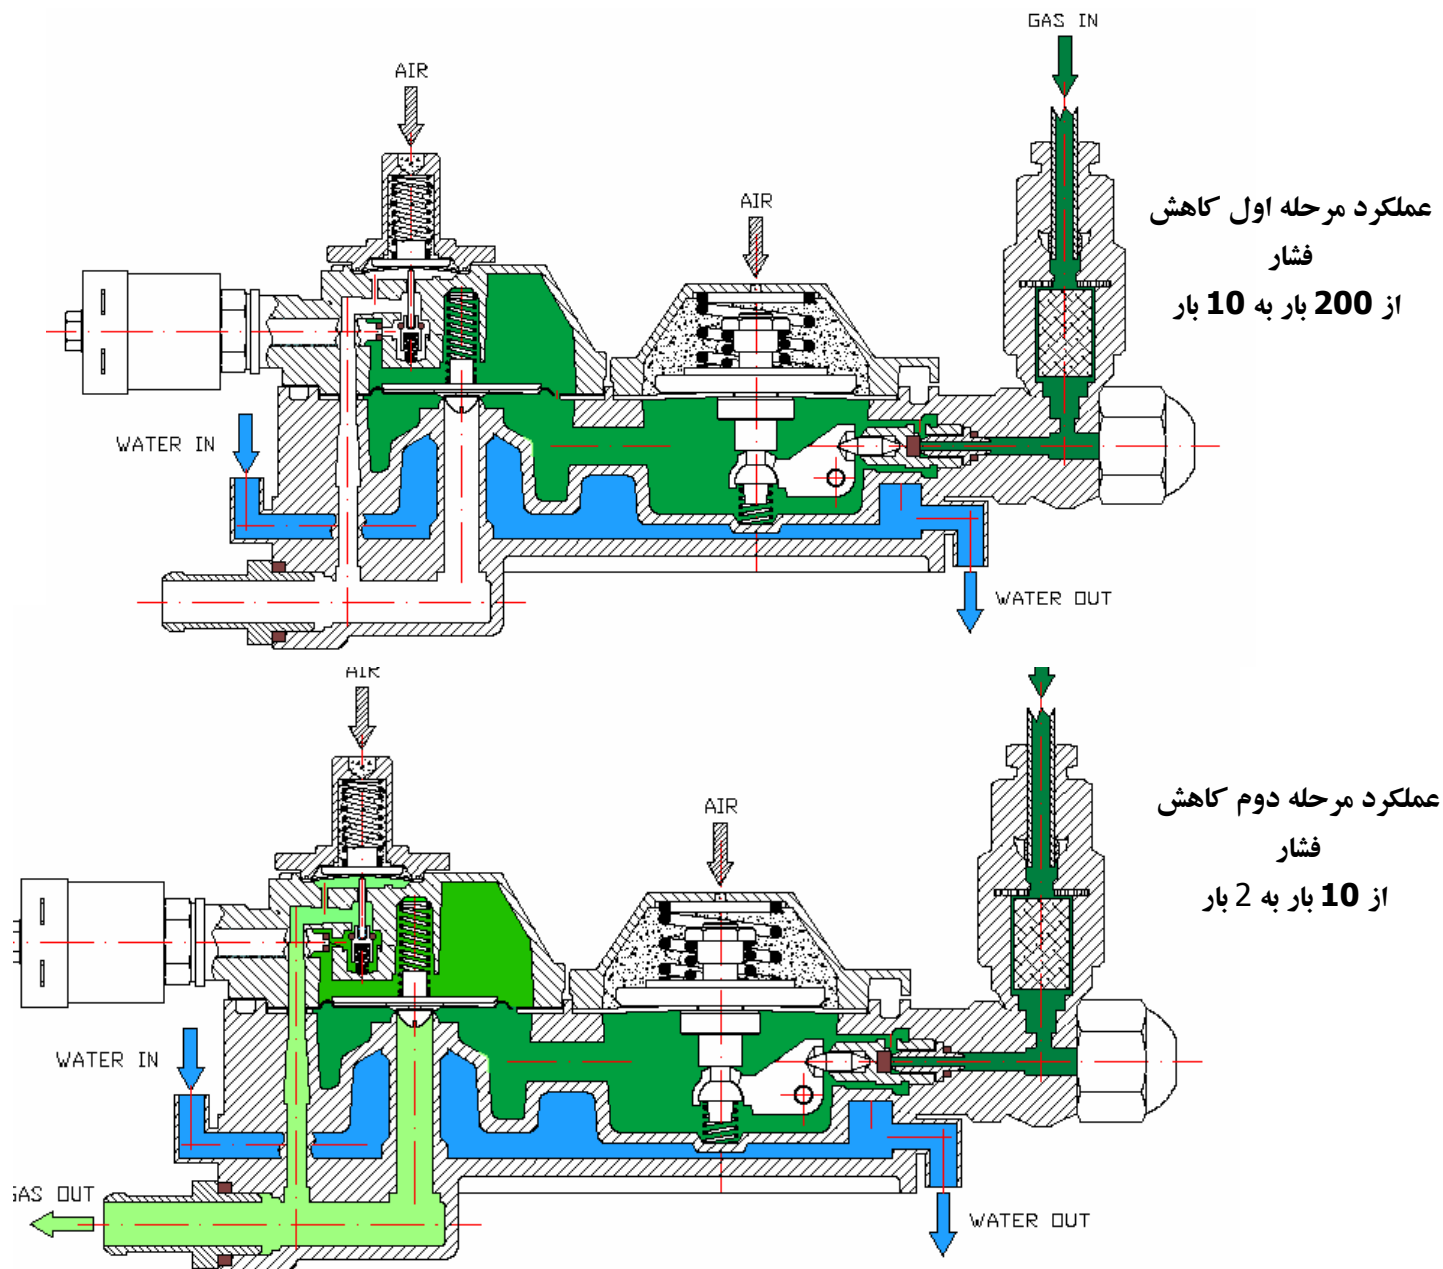 GAS IN
AIR
AIR
عملکرد مرحله اول کاهش
فشار
از 200 بار به 10 بار
WATER IN
WATER OUT
AIR
AIR
عملکرد مرحله دوم کاهش
فشار
از 10 بار به 2 بار
WATER IN
GAS OUT
WATER OUT